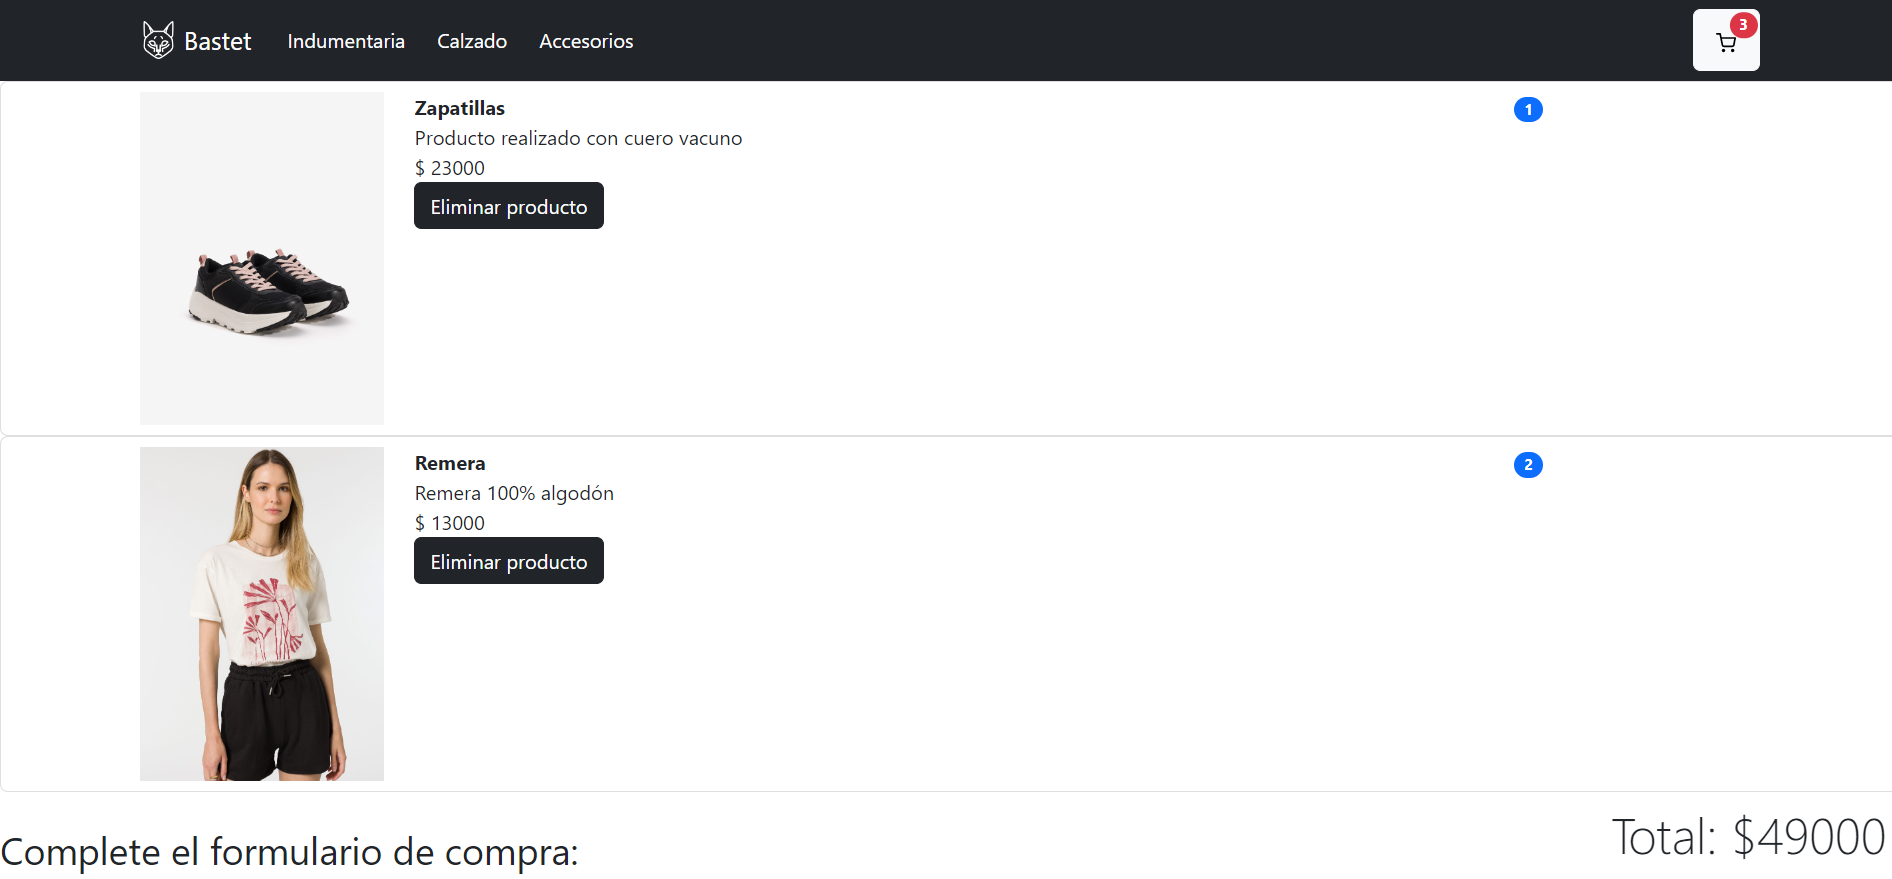 Bastet Indumentaria Calzado Accesorios 3
Zapatillas 1
Producto realizado con cuero vacuno
$ 23000
Eliminar producto
Remera 2
Remera 100% algodón
$ 13000
Eliminar producto
Total: $49000
Complete el formulario de compra: